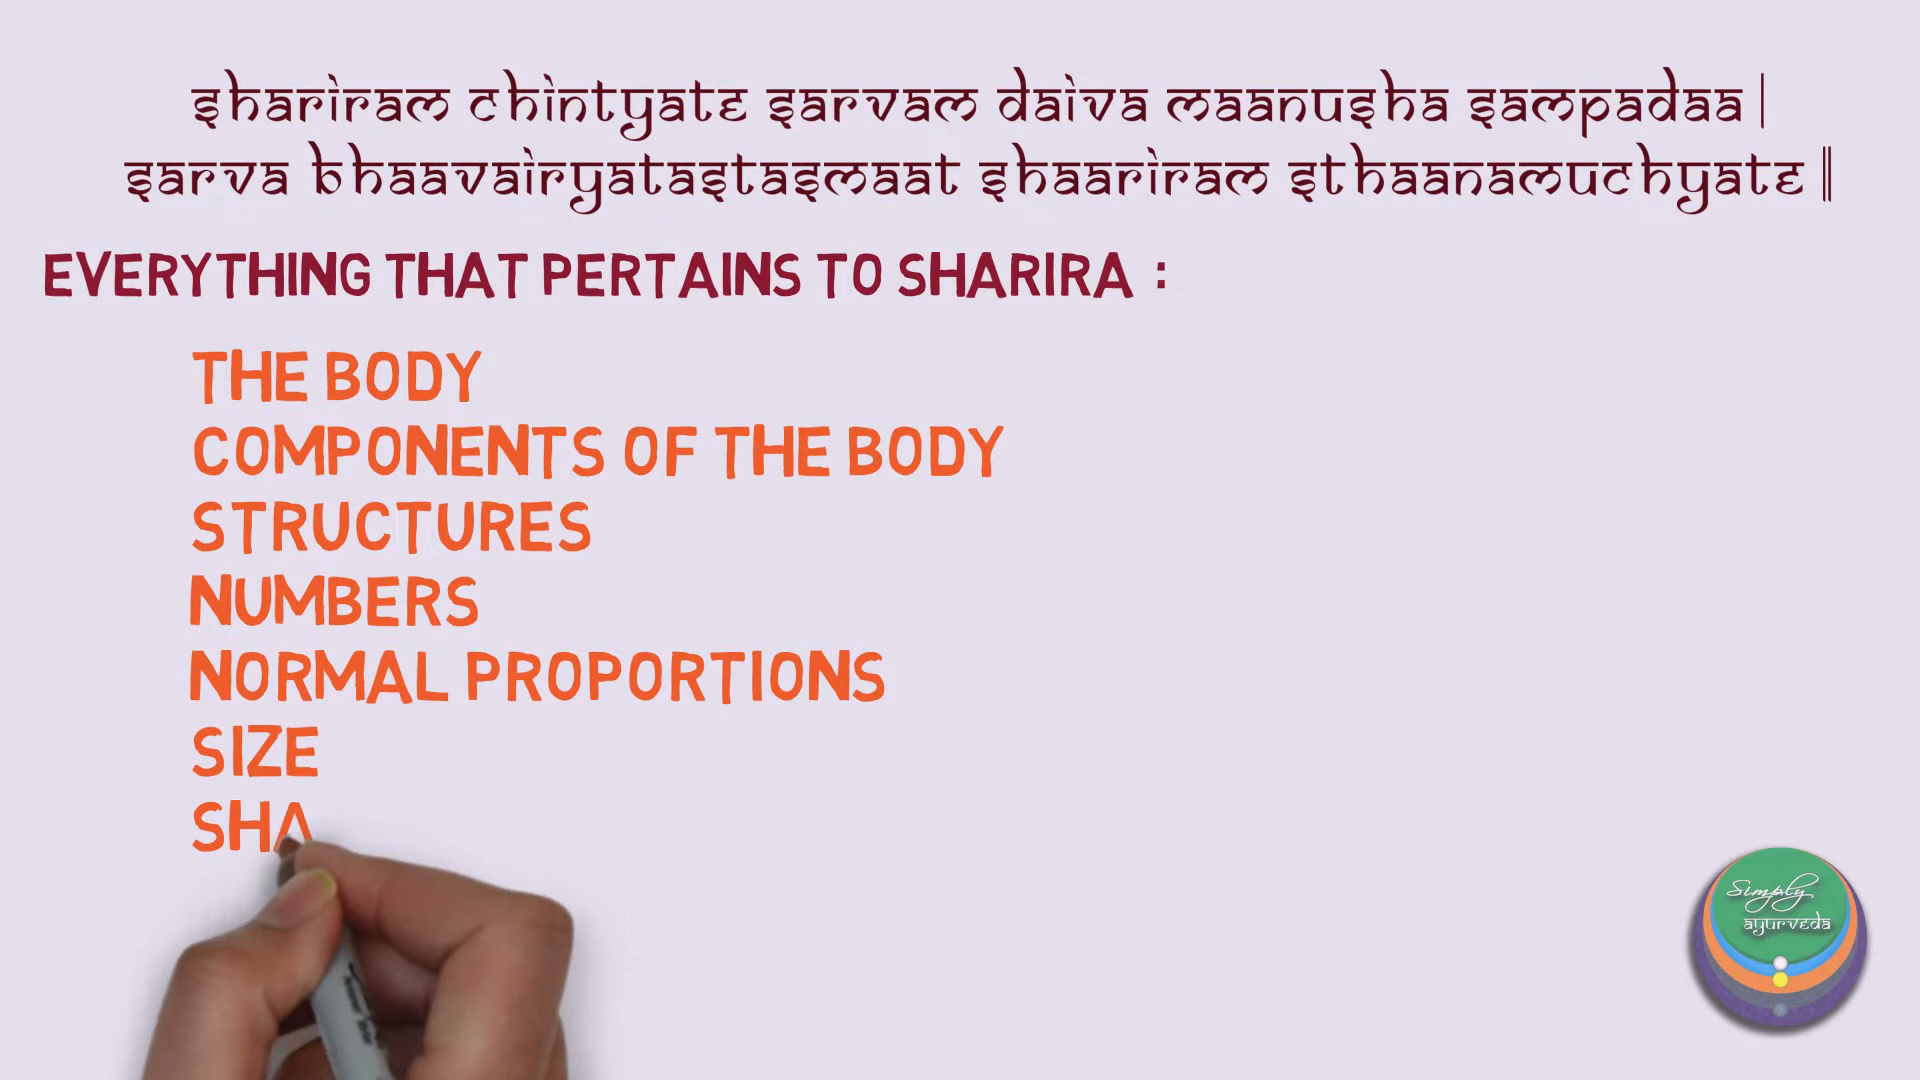 shariram chintyate sarvam daiva maanusha sampadaa|
sarva bhaavairyatastasmaat shaariram sthaanamuchyate||
EVERYTHING THAT PERTAINS TO SHARIRA :
THE BODY
COMPONENTS OF THE BODY
STRUCTURES
NUMBERS
NORMAL PROPORTIONS
SIZE
SHA
Simply
ayurveda